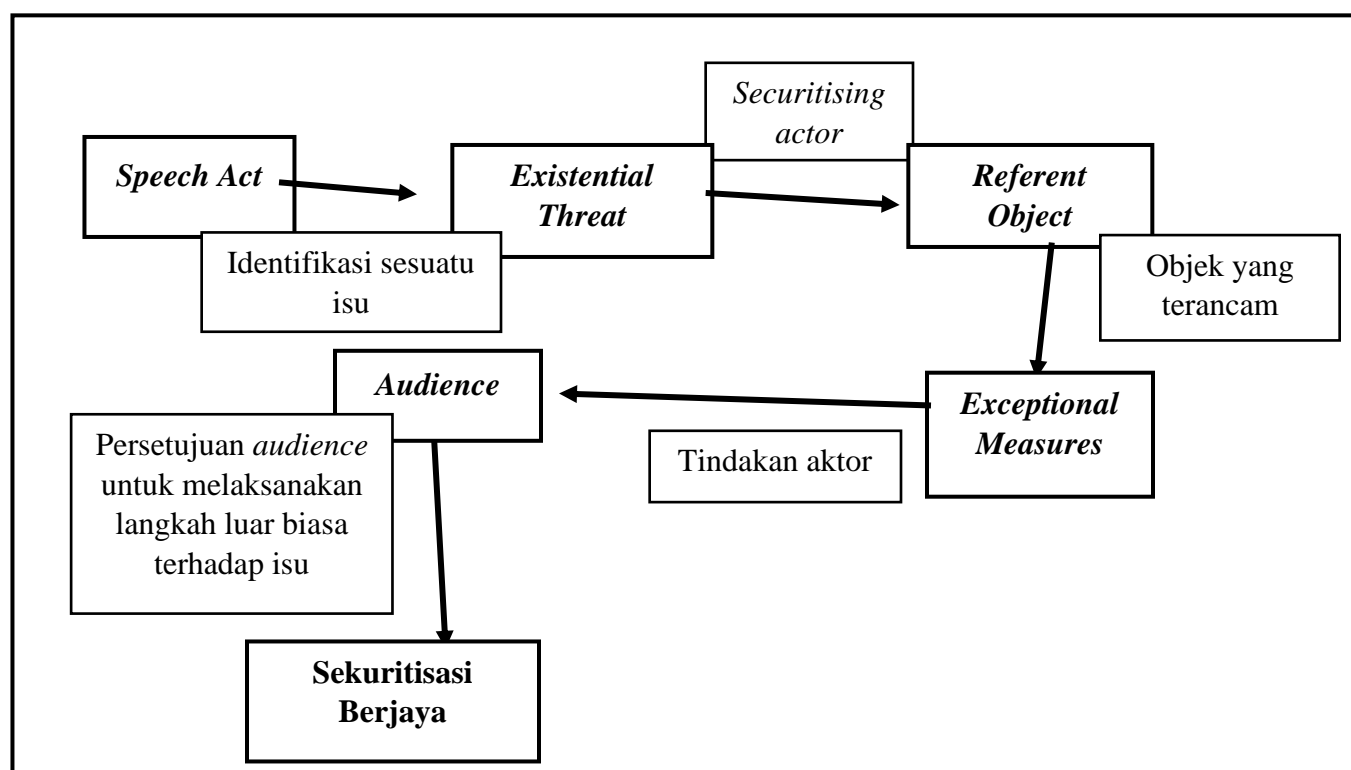 Securitising
actor
Speech Act
Existential
Threat
Referent
Object
Identifikasi sesuatu
isu
Objek yang
terancam
Audience
Exceptional
Measures
Persetujuan audience
untuk melaksanakan
langkah luar biasa
terhadap isu
Tindakan aktor
Sekuritisasi
Berjaya